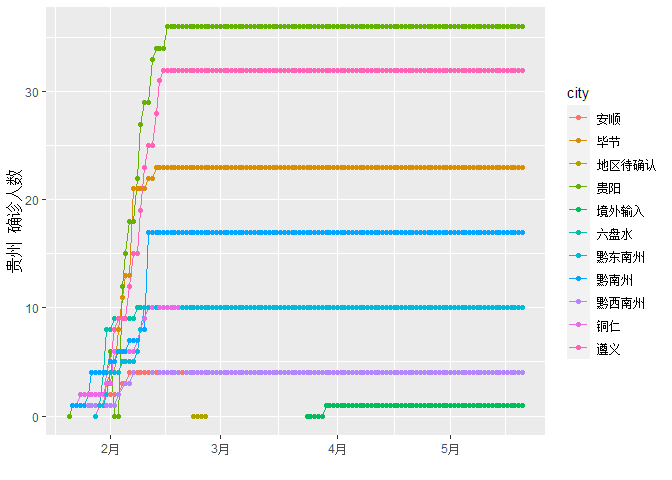 贵州 确诊人数
30
20
10
0
2月
3月
4月
5月
city
安顺
毕节
地区待确认
贵阳
境外输入
六盘水
黔东南州
黔南州
黔西南州
铜仁
遵义